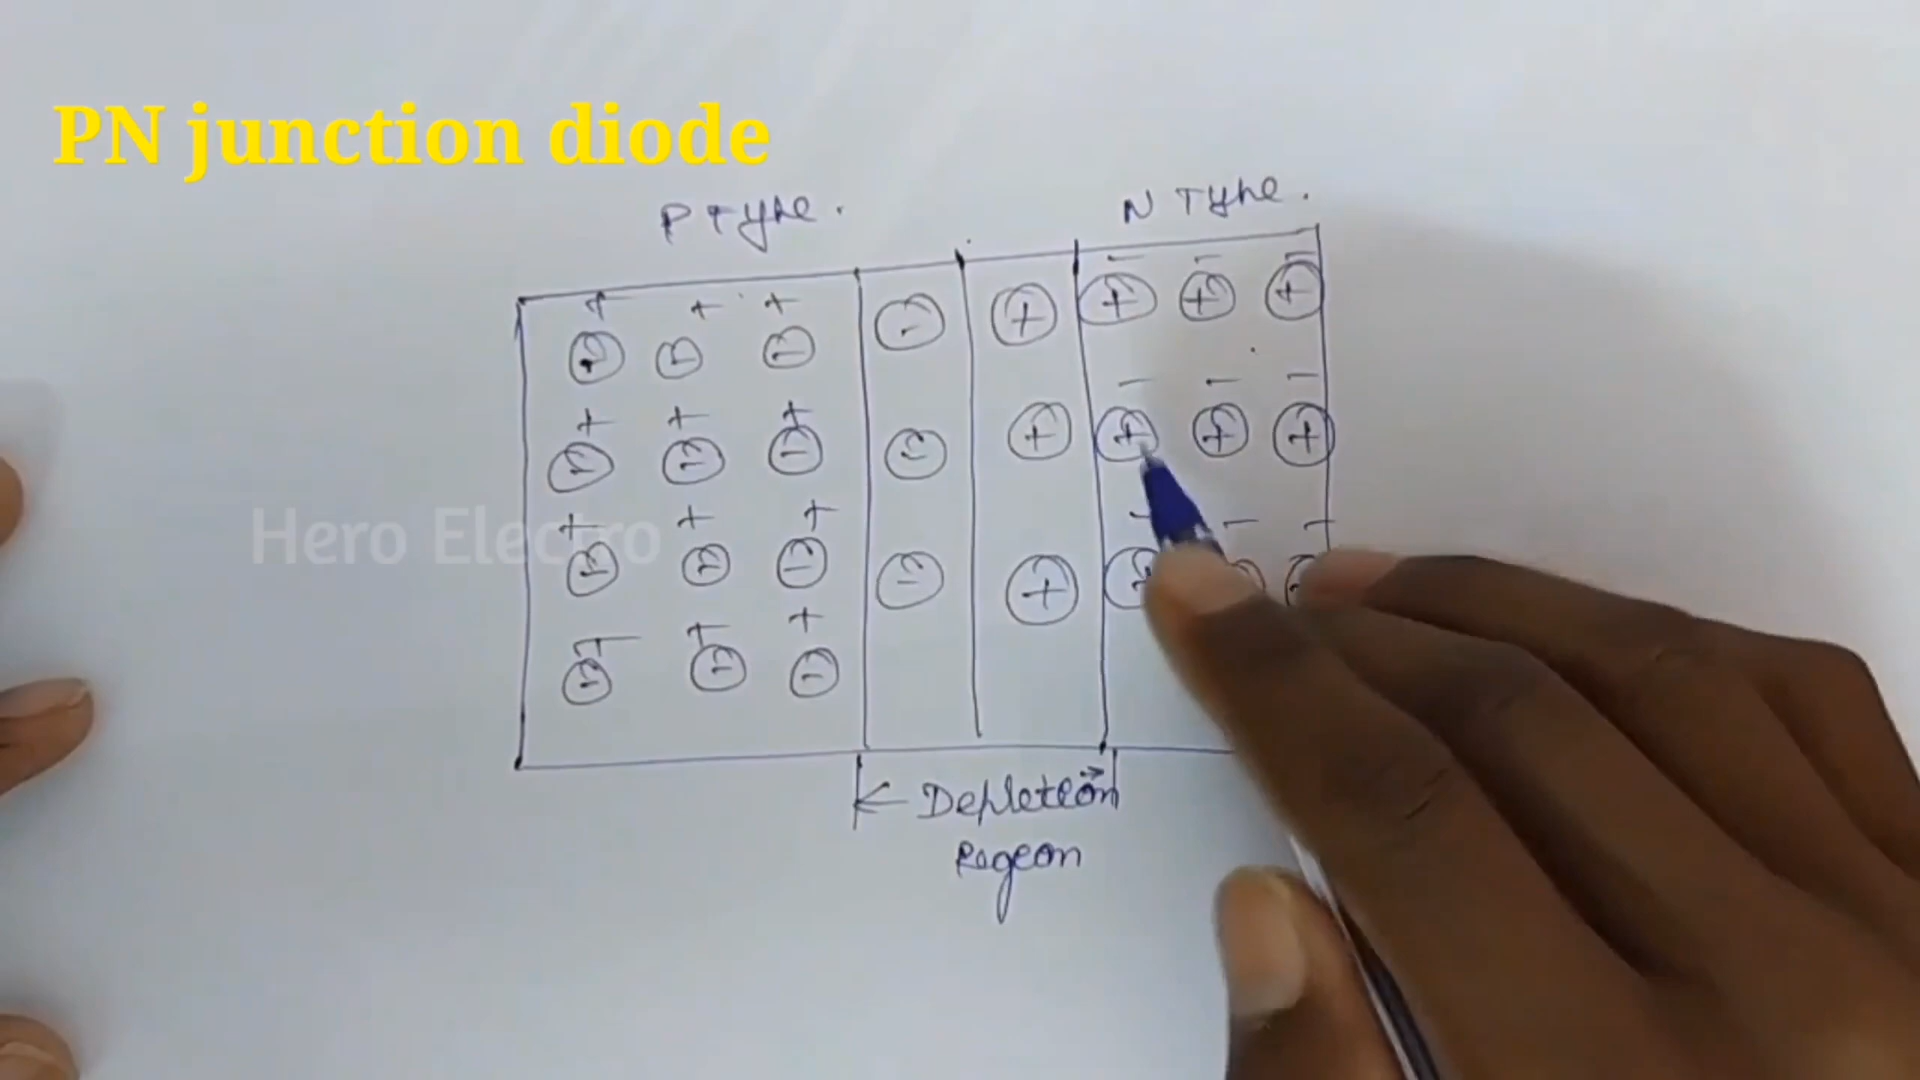 PN junction diode
P Type.
N Type.
Hero Electro
Depletion
Regeon